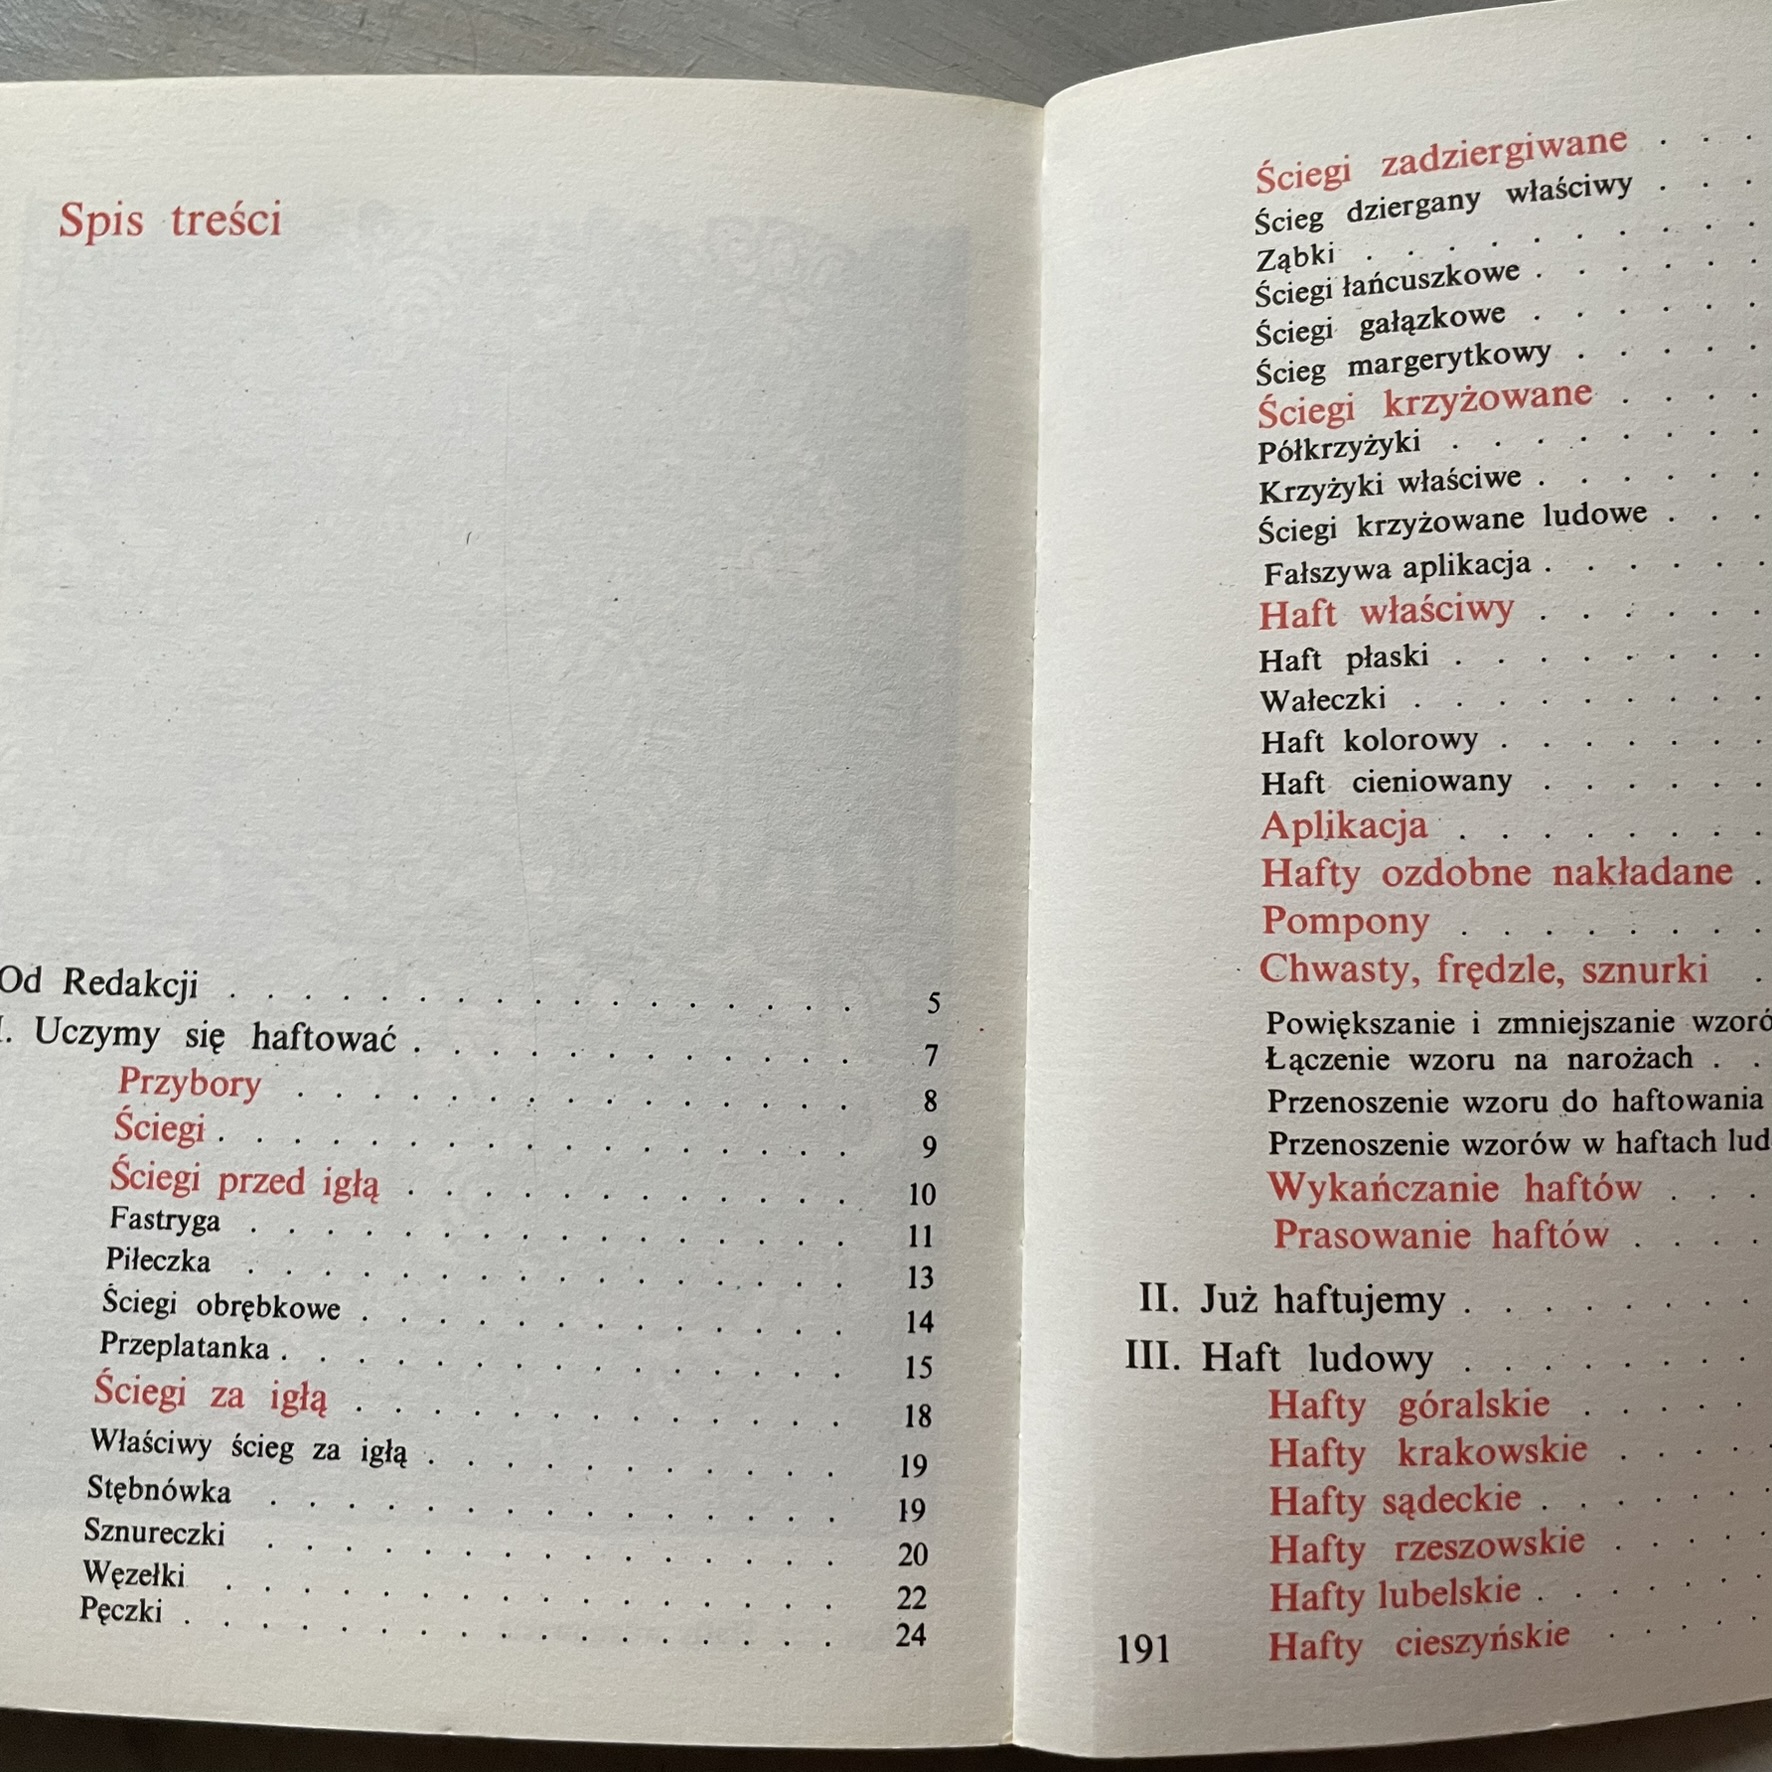 Spis treści
Od Redakcji . . . . . . . . . . . . . . . . 5
I. Uczymy się haftować . . . . . . . . . . . . 7
Przybory . . . . . . . . . . . . . . . 8
Ściegi . . . . . . . . . . . . . . . . . 9
Ściegi przed igłą . . . . . . . . . . . . 10
Fastryga . . . . . . . . . . . . . . . . 11
Piłeczka . . . . . . . . . . . . . . . . 13
Ściegi obrębkowe . . . . . . . . . . . . . 14
Przeplatanka . . . . . . . . . . . . . . . 15
Ściegi za igłą . . . . . . . . . . . . . 18
Właściwy ścieg za igłą . . . . . . . . . . . 19
Stębnówka . . . . . . . . . . . . . . . 19
Sznureczki . . . . . . . . . . . . . . . 20
Węzełki . . . . . . . . . . . . . . . . 22
Pęczki . . . . . . . . . . . . . . . . . 24
Ściegi zadziergiwane . . .
Ścieg dziergany właściwy . . .
Ząbki . . . . . . . . . .
Ściegi łańcuszkowe . . . . . .
Ściegi gałązkowe . . . . . .
Ścieg margerytkowy . . . . .
Ściegi krzyżowane . . . .
Półkrzyżyki . . . . . . . .
Krzyżyki właściwe . . . . . .
Ściegi krzyżowane ludowe . . .
Fałszywa aplikacja . . . . . .
Haft właściwy . . . . . .
Haft płaski . . . . . . . .
Wałeczki . . . . . . . . .
Haft kolorowy . . . . . . .
Haft cieniowany . . . . . .
Aplikacja . . . . . . . .
Hafty ozdobne nakładane .
Pompony . . . . . . . .
Chwasty, frędzle, sznurki .
Powiększanie i zmniejszanie wzoró
Łączenie wzoru na narożach . .
Przenoszenie wzoru do haftowania
Przenoszenie wzorów w haftach lud
Wykańczanie haftów . . .
Prasowanie haftów . . . .
II. Już haftujemy . . . . . . . .
III. Haft ludowy . . . . . . . .
Hafty góralskie . . . . .
Hafty krakowskie . . . .
Hafty sądeckie . . . . . .
Hafty rzeszowskie . . . .
Hafty lubelskie . . . . . .
191 Hafty cieszyńskie . . . .